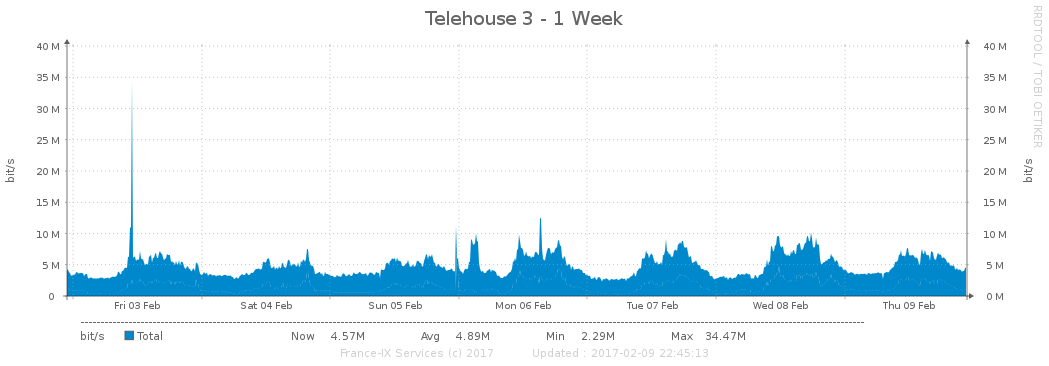 Telehouse 3 - 1 Week
RRDTOOL / TOBI OETIKER
40 M 40 M
35 M 35 M
30 M 30 M
25 M 25 M
20 M 20 M
15 M 15 M
10 M 10 M
5 M 5 M
0 0 M
bit/s
bit/s
Fri 03 Feb Sat 04 Feb Sun 05 Feb Mon 06 Feb Tue 07 Feb Wed 08 Feb Thu 09 Feb
bit/s Total Now 4.57M Avg 4.89M Min 2.29M Max 34.47M
France-IX Services (c) 2017 Updated : 2017-02-09 22:45:13